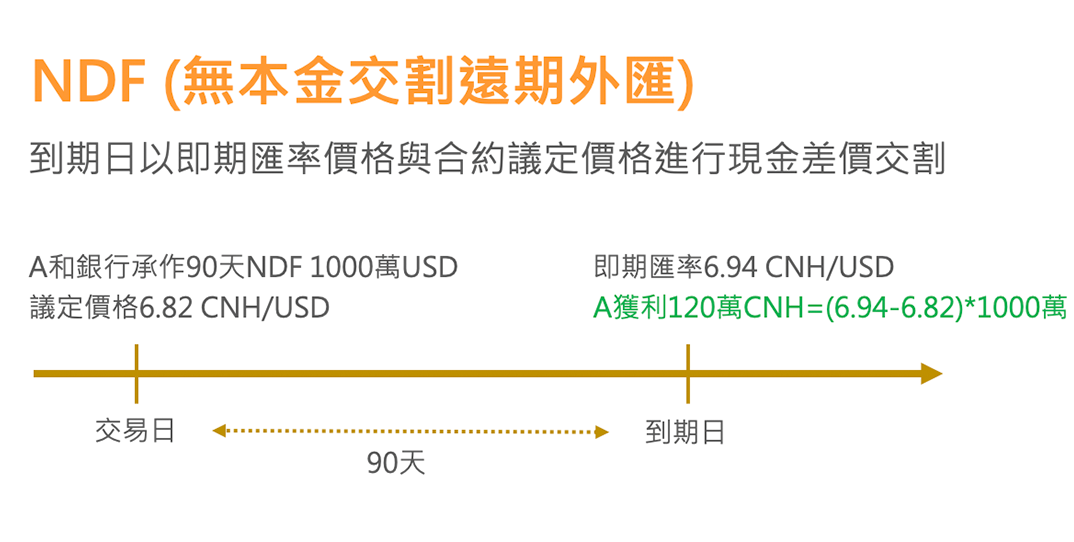 NDF (無本金交割遠期外匯)
到期日以即期匯率價格與合約議定價格進行現金差價交割
A和銀行承作90天NDF 1000萬USD
議定價格6.82 CNH/USD
即期匯率6.94 CNH/USD
A獲利120萬CNH=(6.94-6.82)*1000萬
交易日
到期日
90天